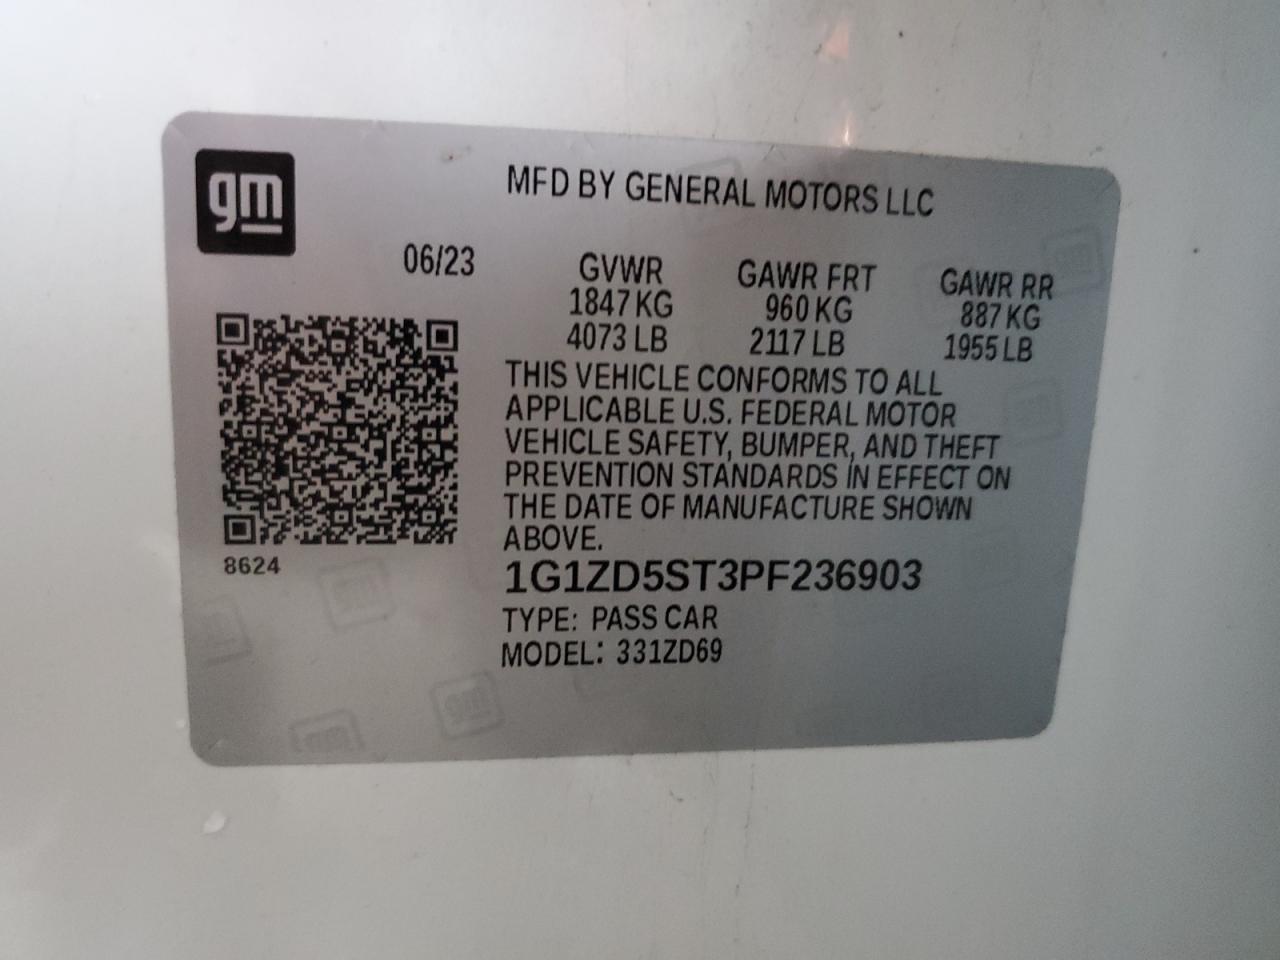 gm
MFD BY GENERAL MOTORS LLC
06/23
GVWR GAWR FRT GAWR RR
1847 KG 960 KG 887 KG
4073 LB 2117 LB 1955 LB
THIS VEHICLE CONFORMS TO ALL
APPLICABLE U.S. FEDERAL MOTOR
VEHICLE SAFETY, BUMPER, AND THEFT
PREVENTION STANDARDS IN EFFECT ON
THE DATE OF MANUFACTURE SHOWN
ABOVE.
8624
1G1ZD5ST3PF236903
TYPE: PASS CAR
MODEL: 331ZD69